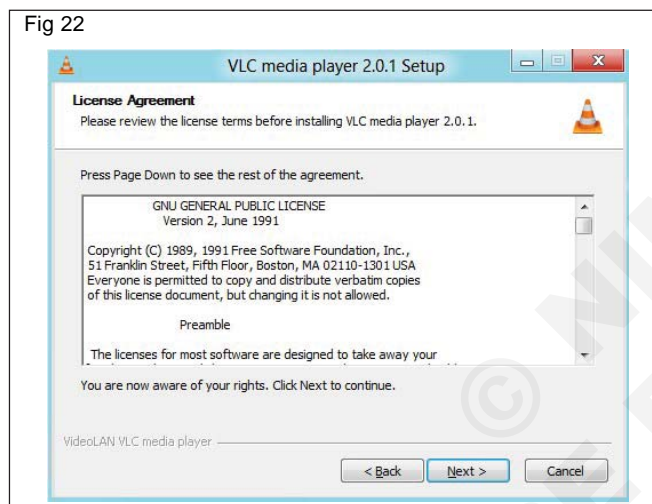 Fig 22
VLC media player 2.0.1 Setup
License Agreement
Please review the license terms before installing VLC media player 2.0.1.
Press Page Down to see the rest of the agreement.
GNU GENERAL PUBLIC LICENSE
Version 2, June 1991
Copyright (C) 1989, 1991 Free Software Foundation, Inc.,
51 Franklin Street, Fifth Floor, Boston, MA 02110-1301 USA
Everyone is permitted to copy and distribute verbatim copies
of this license document, but changing it is not allowed.
Preamble
The licenses for most software are designed to take away your
You are now aware of your rights. Click Next to continue.
VideoLAN VLC media player
< Back Next > Cancel